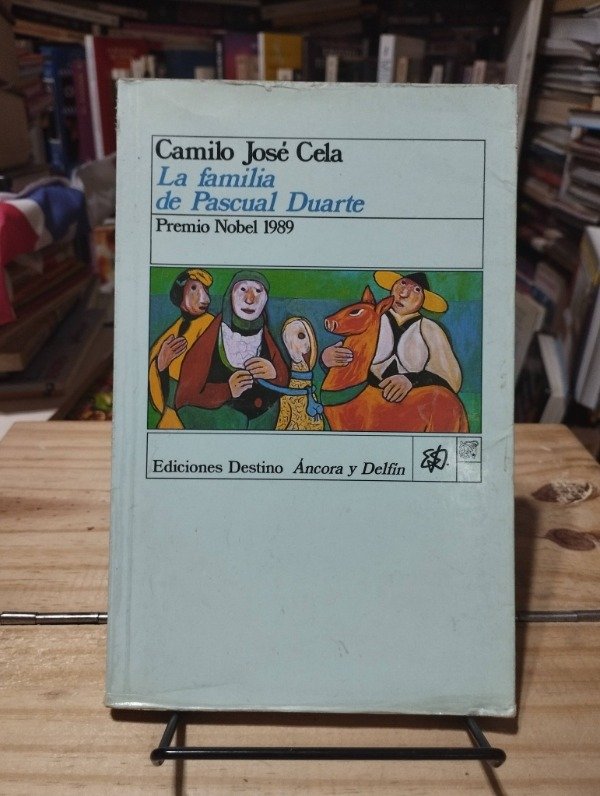 Camilo José Cela
La familia
de Pascual Duarte
Premio Nobel 1989
Ediciones Destino Áncora y Delfín